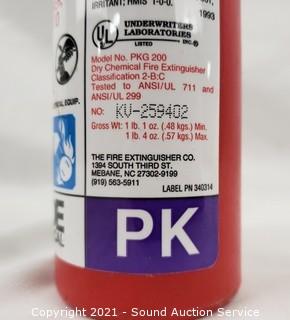 IRRITANT; HMIS 1-0-0.
1993
UL
UNDERWRITERS
LABORATORIES
LISTED INC.®
Model No. PKG 200
Dry Chemical Fire Extinguisher
Classification 2-B:C
Tested to ANSI/UL 711 and
ANSI/UL 299
NO: KV-259402
Gross Wt: 1 lb. 1 oz. (.48 kgs.) Min.
1 lb. 4 oz. (.57 kgs.) Max.
EQUIP.
THE FIRE EXTINGUISHER CO.
1394 SOUTH THIRD ST.
MEBANE, NC 27302-9199
(919) 563-5911
LABEL PN 340314
PK
Copyright 2021 - Sound Auction Service